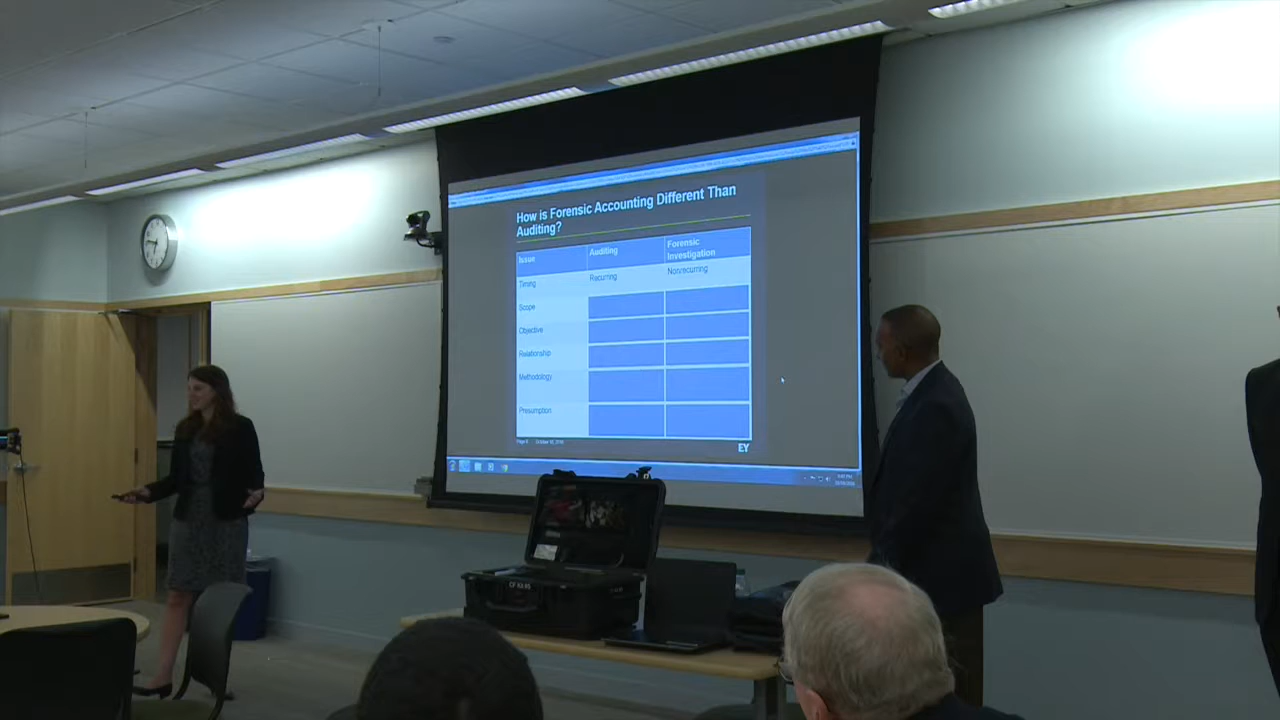 How is Forensic Accounting Different Than
Auditing?
Issue Auditing Forensic
Investigation
Timing Recurring Nonrecurring
Scope
Objective
Relationship
Methodology
Presumption
EY